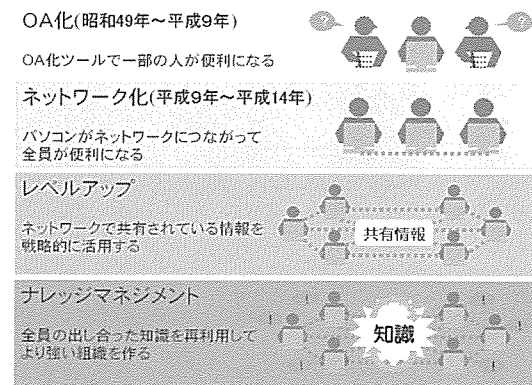 OA化(昭和49年～平成9年)
OA化ツールで一部の人が便利になる
ネットワーク化(平成9年～平成14年)
パソコンがネットワークにつながって
全員が便利になる
レベルアップ
ネットワークで共有されている情報を
戦略的に活用する
共有情報
ナレッジマネジメント
全員の出し合った知識を再利用して
より強い組織を作る
知識